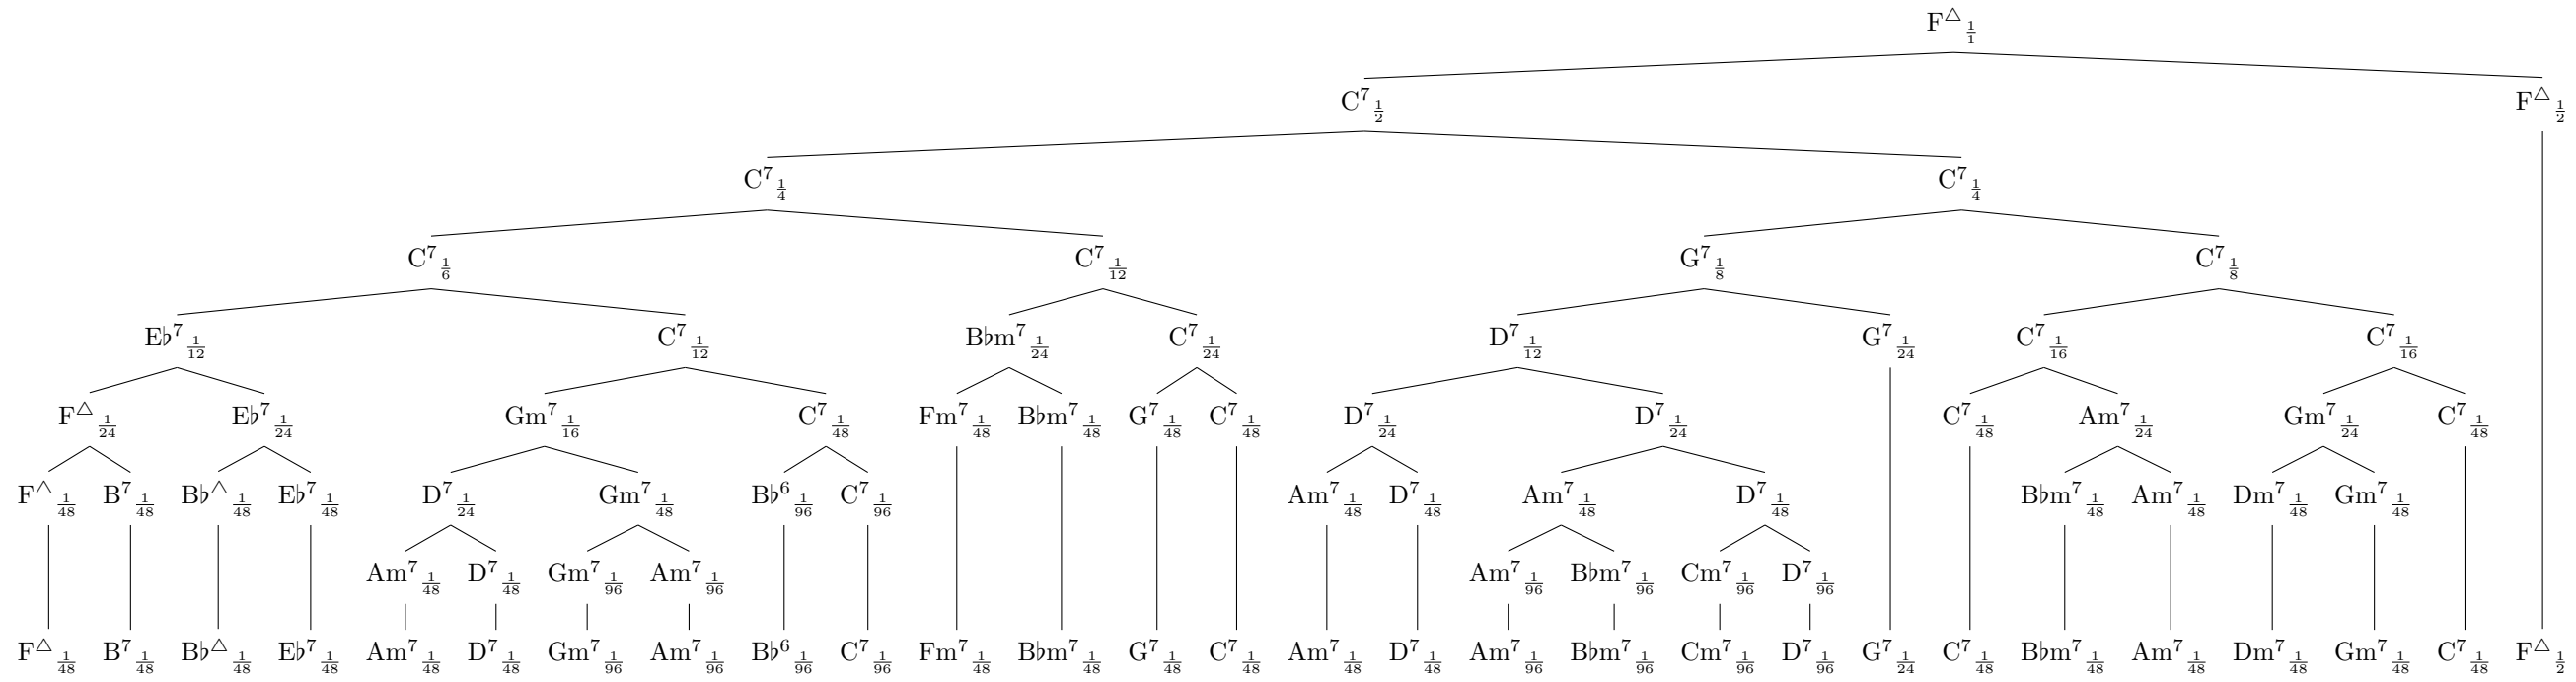 F△ 1/1
C7 1/2 F△ 1/2
C7 1/4 C7 1/4
C7 1/6 C7 1/12 G7 1/8 C7 1/8
E♭7 1/12 C7 1/12 B♭m7 1/24 C7 1/24 D7 1/12 G7 1/24 C7 1/16 C7 1/16
F△ 1/24 E♭7 1/24 Gm7 1/16 C7 1/48 Fm7 1/48 B♭m7 1/48 G7 1/48 C7 1/48 D7 1/24 D7 1/24 C7 1/48 Am7 1/24 Gm7 1/24 C7 1/48
F△ 1/48 B7 1/48 B♭△ 1/48 E♭7 1/48 D7 1/24 Gm7 1/48 B♭6 1/96 C7 1/96 Am7 1/48 D7 1/48 Am7 1/48 D7 1/48 B♭m7 1/48 Am7 1/48 Dm7 1/48 Gm7 1/48
Am7 1/48 D7 1/48 Gm7 1/96 Am7 1/96 Am7 1/96 B♭m7 1/96 Cm7 1/96 D7 1/96
F△ 1/48 B7 1/48 B♭△ 1/48 E♭7 1/48 Am7 1/48 D7 1/48 Gm7 1/96 Am7 1/96 B♭6 1/96 C7 1/96 Fm7 1/48 B♭m7 1/48 G7 1/48 C7 1/48 Am7 1/48 D7 1/48 Am7 1/96 B♭m7 1/96 Cm7 1/96 D7 1/96 G7 1/24 C7 1/48 B♭m7 1/48 Am7 1/48 Dm7 1/48 Gm7 1/48 C7 1/48 F△ 1/2